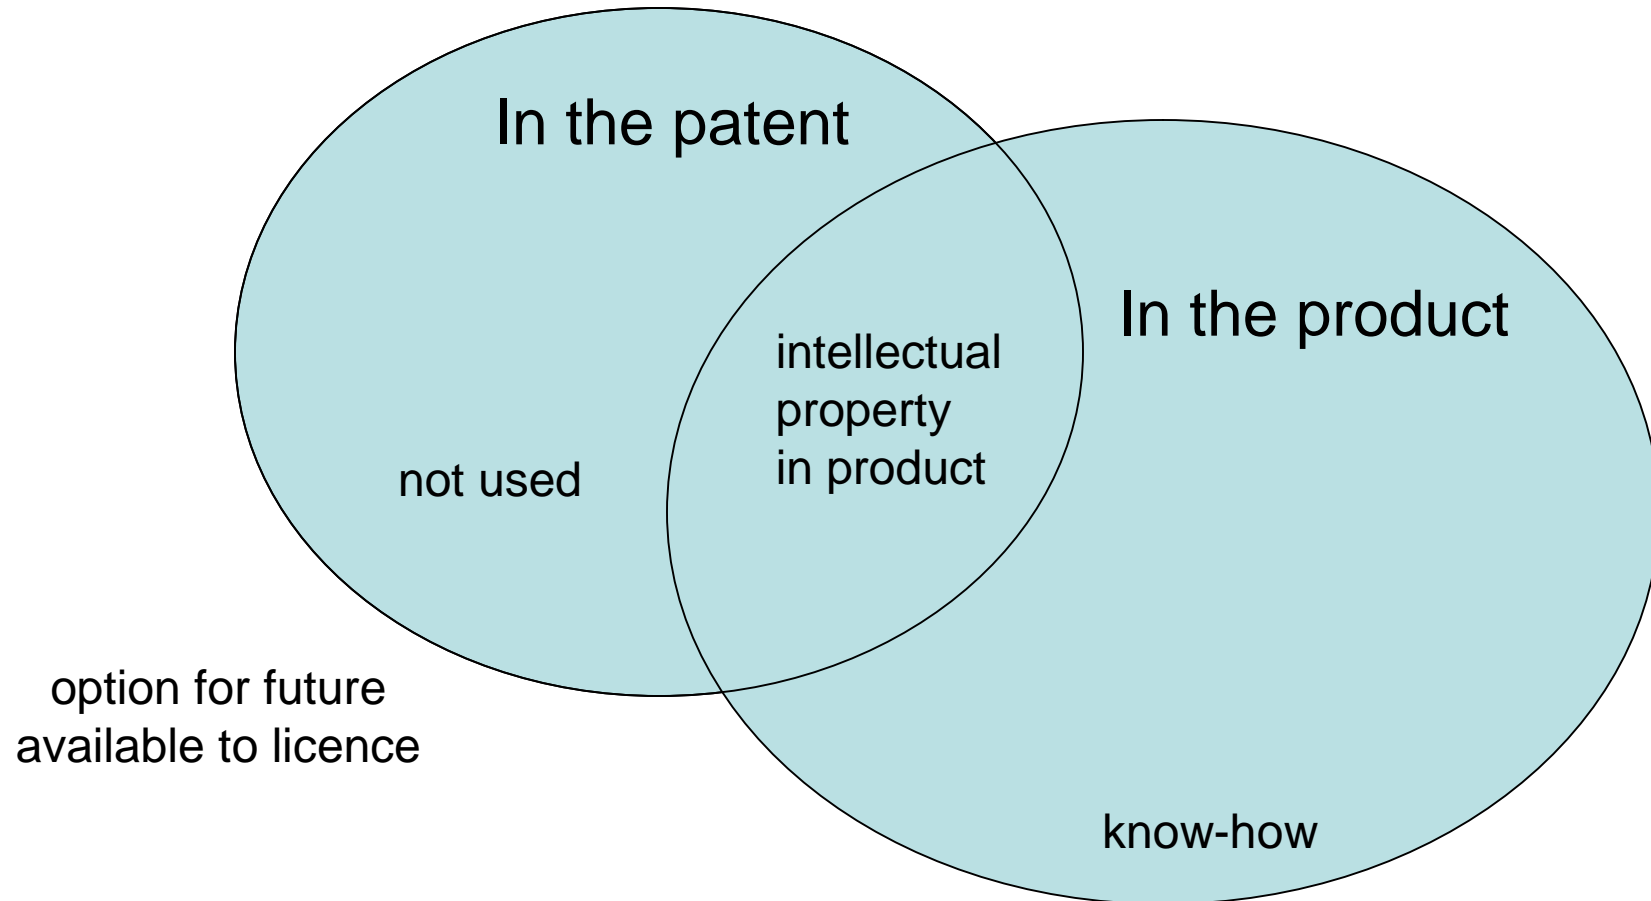 In the patent
In the product
intellectual
property
in product
not used
option for future
available to licence
know-how